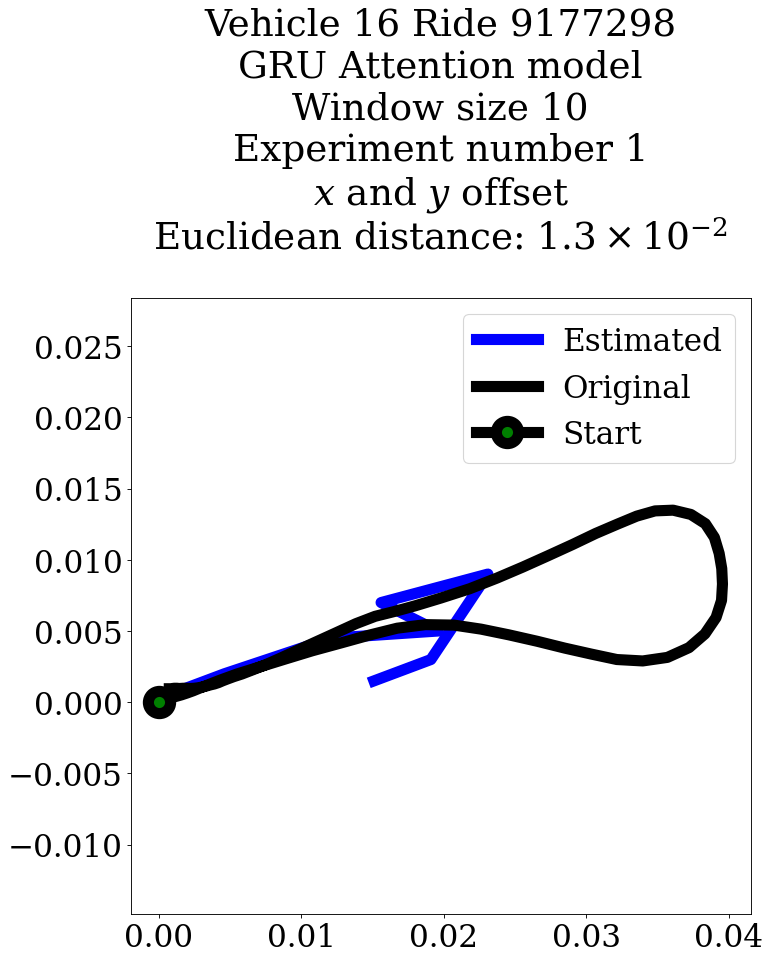 Vehicle 16 Ride 9177298
GRU Attention model
Window size 10
Experiment number 1
x and y offset
Euclidean distance: 1.3 × 10⁻²
Estimated
Original
Start
0.025
0.020
0.015
0.010
0.005
0.000
−0.005
−0.010
0.00 0.01 0.02 0.03 0.04